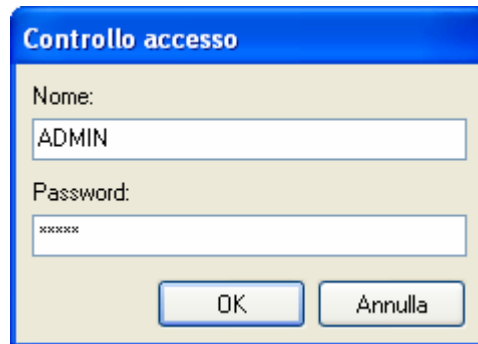 Controllo accesso
Nome:
ADMIN
Password:
*****
OK Annulla